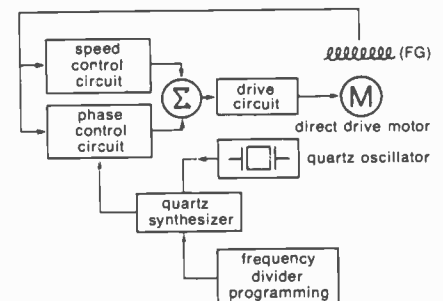 speed
control
circuit
(FG)
phase
control
circuit
Σ
drive
circuit
M
direct drive motor
quartz oscillator
quartz
synthesizer
frequency
divider
programming